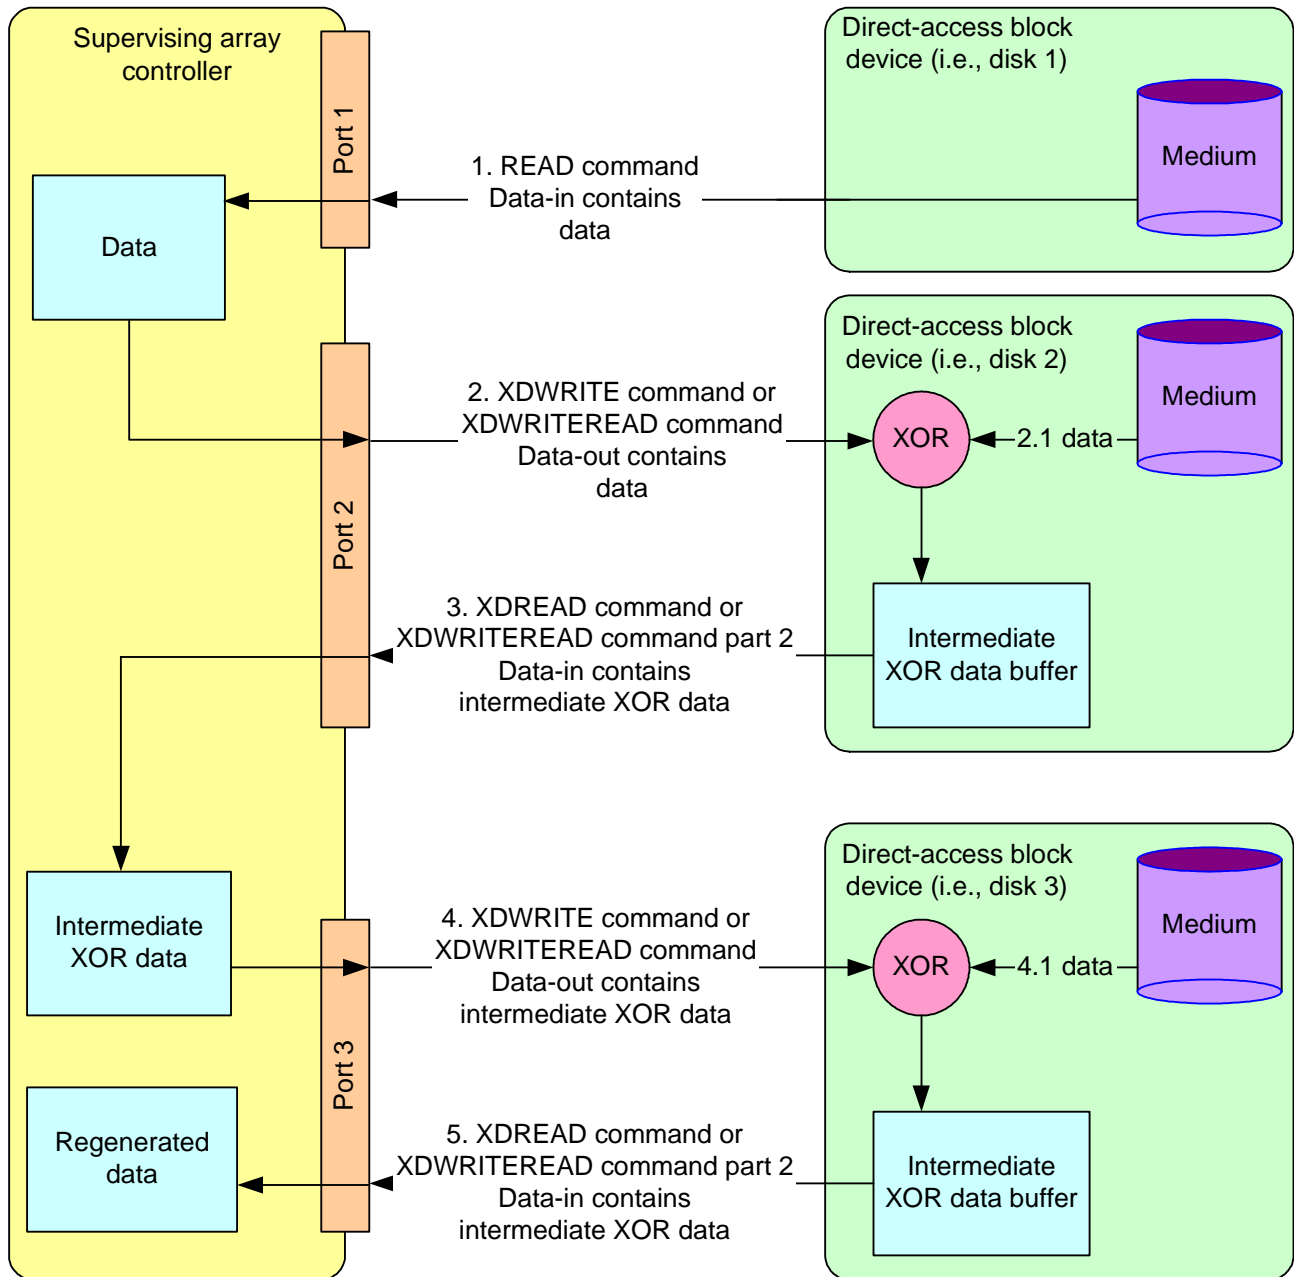 Supervising array
controller
Port 1
Data
1. READ command
Data-in contains
data
Direct-access block
device (i.e., disk 1)
Medium
Port 2
2. XDWRITE command or
XDWRITEREAD command
Data-out contains
data
Direct-access block
device (i.e., disk 2)
Medium
XOR
2.1 data
3. XDREAD command or
XDWRITEREAD command part 2
Data-in contains
intermediate XOR data
Intermediate
XOR data buffer
Intermediate
XOR data
Port 3
4. XDWRITE command or
XDWRITEREAD command
Data-out contains
intermediate XOR data
Direct-access block
device (i.e., disk 3)
Medium
XOR
4.1 data
Regenerated
data
5. XDREAD command or
XDWRITEREAD command part 2
Data-in contains
intermediate XOR data
Intermediate
XOR data buffer